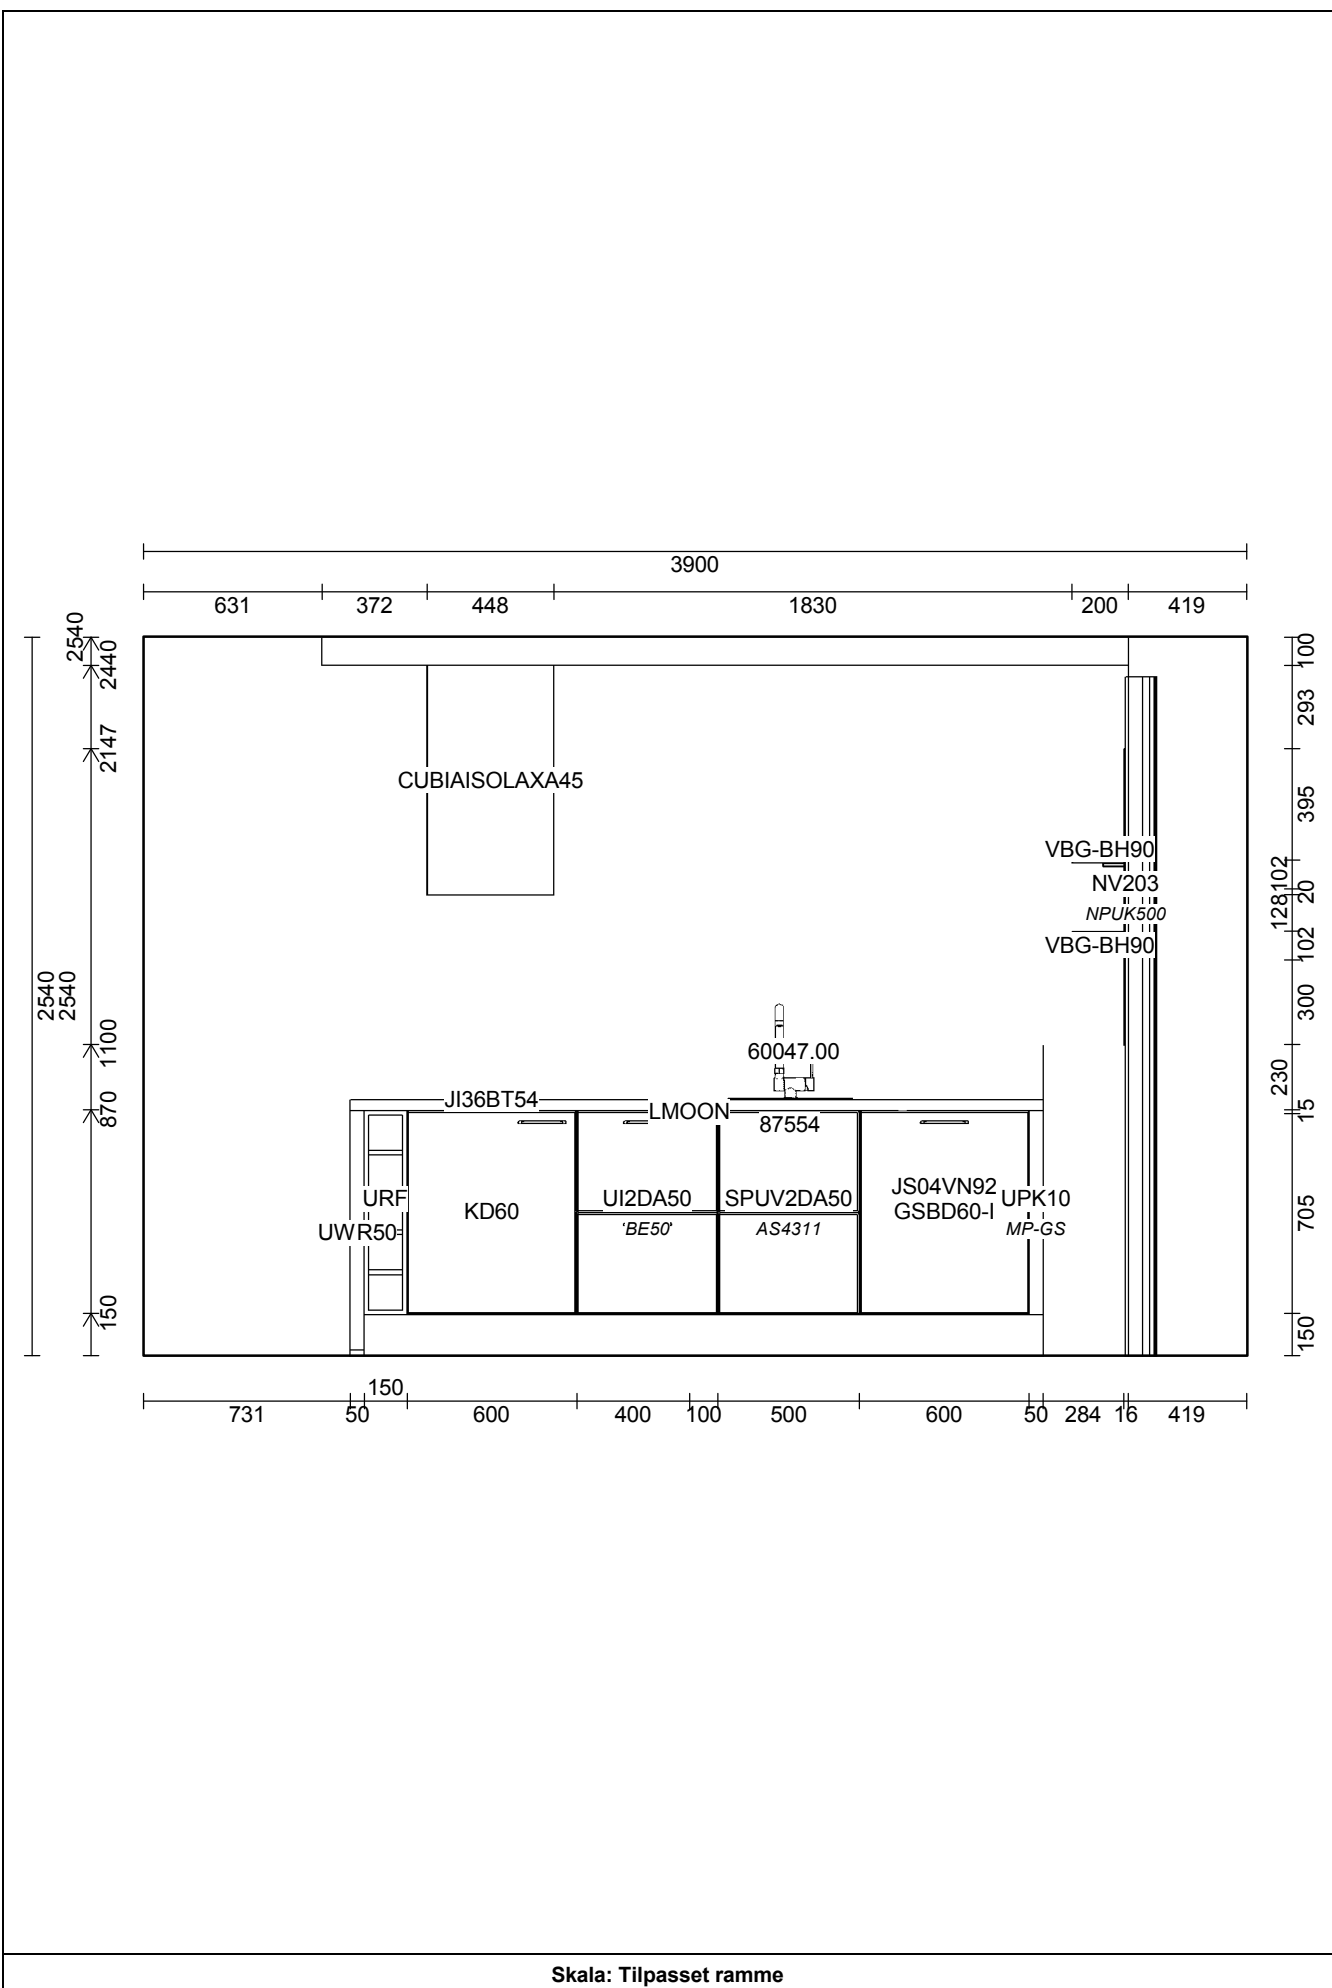 3900
631 372 448 1830 200 419
2540
2440
2147
2540
2540
1100
870
150
100
293
395
102
20
128
102
300
230
15
705
150
CUBIAISOLAXA45
VBG-BH90
NV203
NPUK500
VBG-BH90
60047.00
JI36BT54
LMOON
87554
URF
UWR50
KD60
UI2DA50
'BE50'
SPUV2DA50
AS4311
JS04VN92
GSBD60-I
UPK10
MP-GS
150
731 50 600 400 100 500 600 50 284 16 419
Skala: Tilpasset ramme